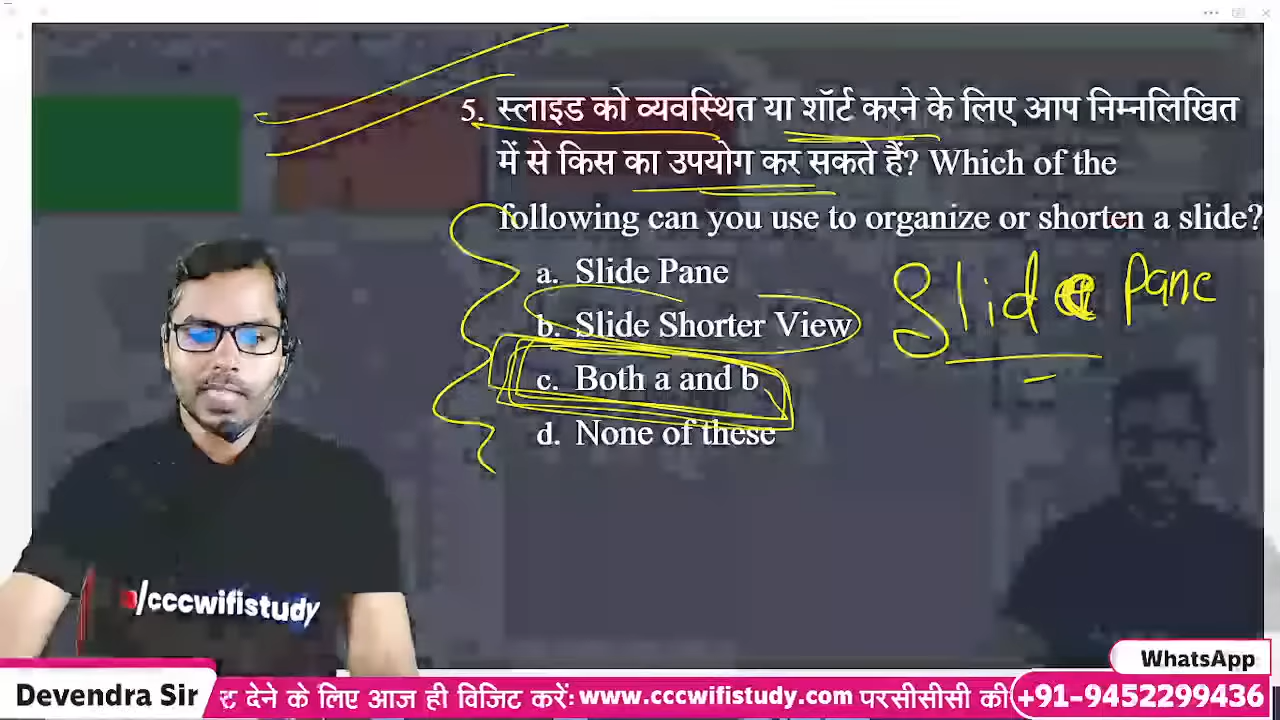 5. स्लाइड को व्यवस्थित या शॉर्ट करने के लिए आप निम्नलिखित
में से किस का उपयोग कर सकते हैं? Which of the
following can you use to organize or shorten a slide?
a. Slide Pane
b. Slide Shorter View
c. Both a and b
d. None of these
Slide Pane
/cccwifistudy
WhatsApp
Devendra Sir
देने के लिए आज ही विजिट करेंः www.cccwifistudy.com परसीसीसी की
+91-9452299436